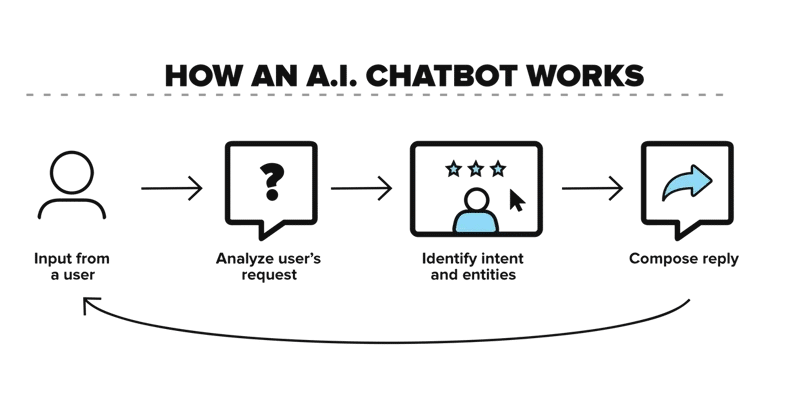 HOW AN A.I. CHATBOT WORKS
?
Input from
a user
Analyze user's
request
Identify intent
and entities
Compose reply